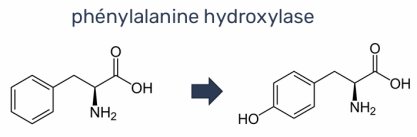 phénylalanine hydroxylase
O
OH
NH₂
O
OH
NH₂
HO